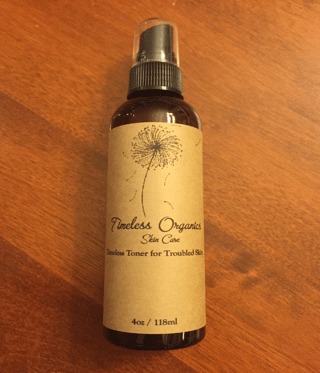 Timeless Organics
Skin Care
Timeless Toner for Troubled Skin
4oz / 118ml